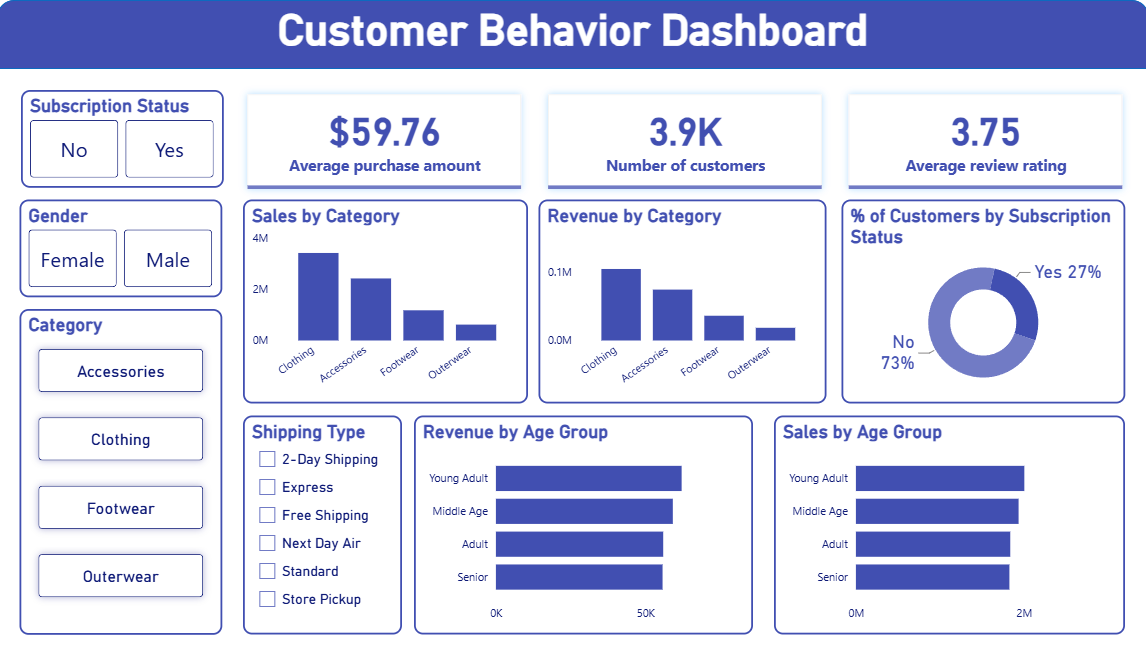 Customer Behavior Dashboard
Subscription Status
No
Yes
Gender
Female
Male
Category
Accessories
Clothing
Footwear
Outerwear
$59.76
Average purchase amount
3.9K
Number of customers
3.75
Average review rating
Sales by Category
4M
2M
0M
Clothing
Accessories
Footwear
Outerwear
Revenue by Category
0.1M
0.0M
Clothing
Accessories
Footwear
Outerwear
% of Customers by Subscription
Status
Yes 27%
No
73%
Shipping Type
2-Day Shipping
Express
Free Shipping
Next Day Air
Standard
Store Pickup
Revenue by Age Group
Young Adult
Middle Age
Adult
Senior
0K
50K
Sales by Age Group
Young Adult
Middle Age
Adult
Senior
0M
2M